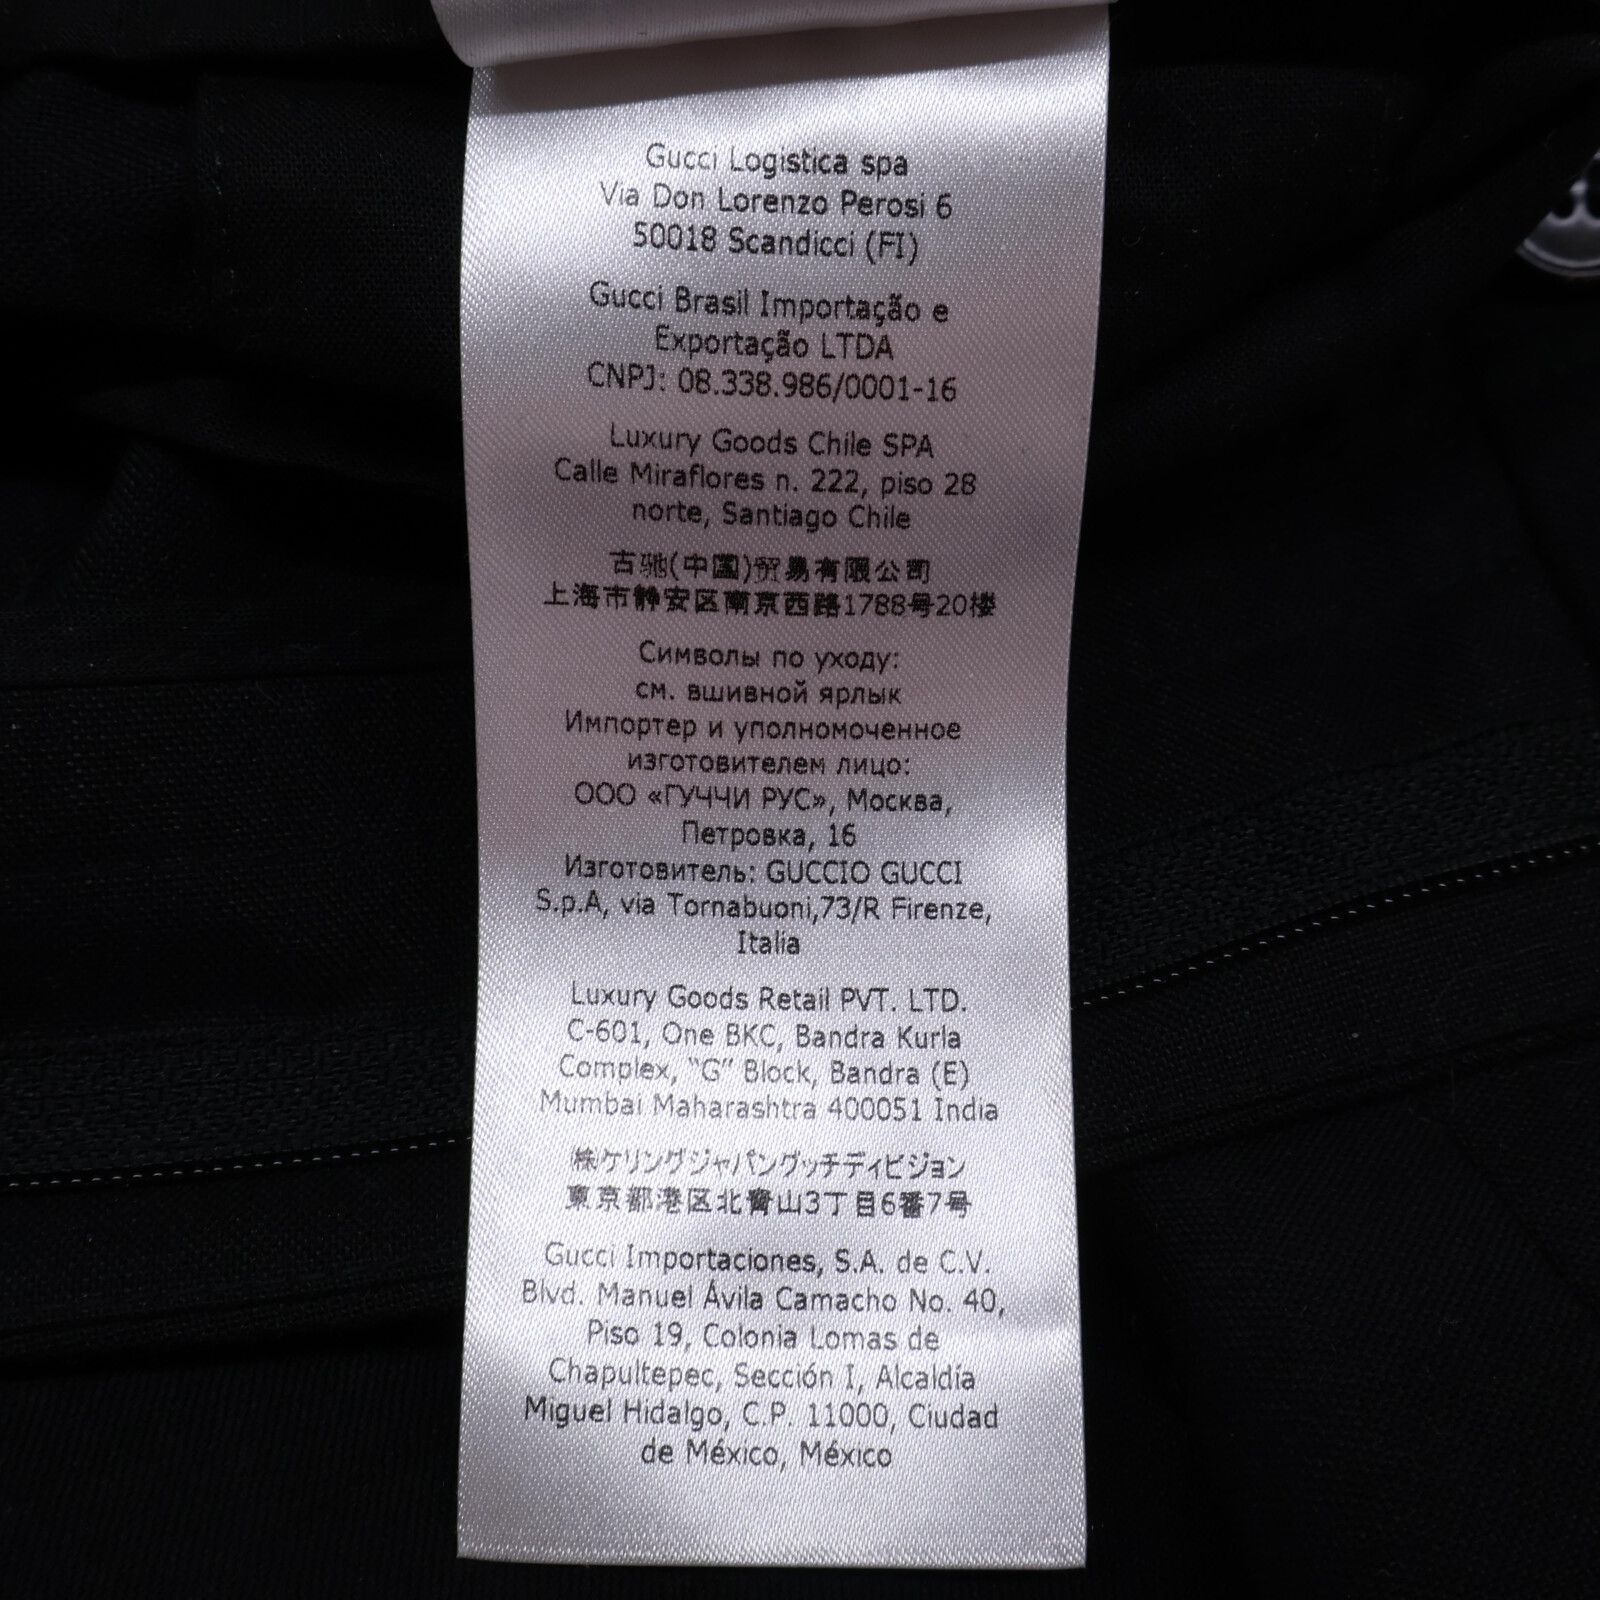 Gucci Logistica spa
Via Don Lorenzo Perosi 6
50018 Scandicci (FI)
Gucci Brasil Importação e
Exportação LTDA
CNPJ: 08.338.986/0001-16
Luxury Goods Chile SPA
Calle Miraflores n. 222, piso 28
norte, Santiago Chile
古驰(中国)贸易有限公司
上海市静安区南京西路1788号20楼
Символы по уходу:
см. вшивной ярлык
Импортер и уполномоченное
изготовителем лицо:
ООО «ГУЧЧИ РУС», Москва,
Петровка, 16
Изготовитель: GUCCIO GUCCI
S.p.A, via Tornabuoni,73/R Firenze,
Italia
Luxury Goods Retail PVT. LTD.
C-601, One BKC, Bandra Kurla
Complex, “G” Block, Bandra (E)
Mumbai Maharashtra 400051 India
㈱ケリングジャパングッチディビジョン
東京都港区北青山3丁目6番7号
Gucci Importaciones, S.A. de C.V.
Blvd. Manuel Ávila Camacho No. 40,
Piso 19, Colonia Lomas de
Chapultepec, Sección I, Alcaldía
Miguel Hidalgo, C.P. 11000, Ciudad
de México, México